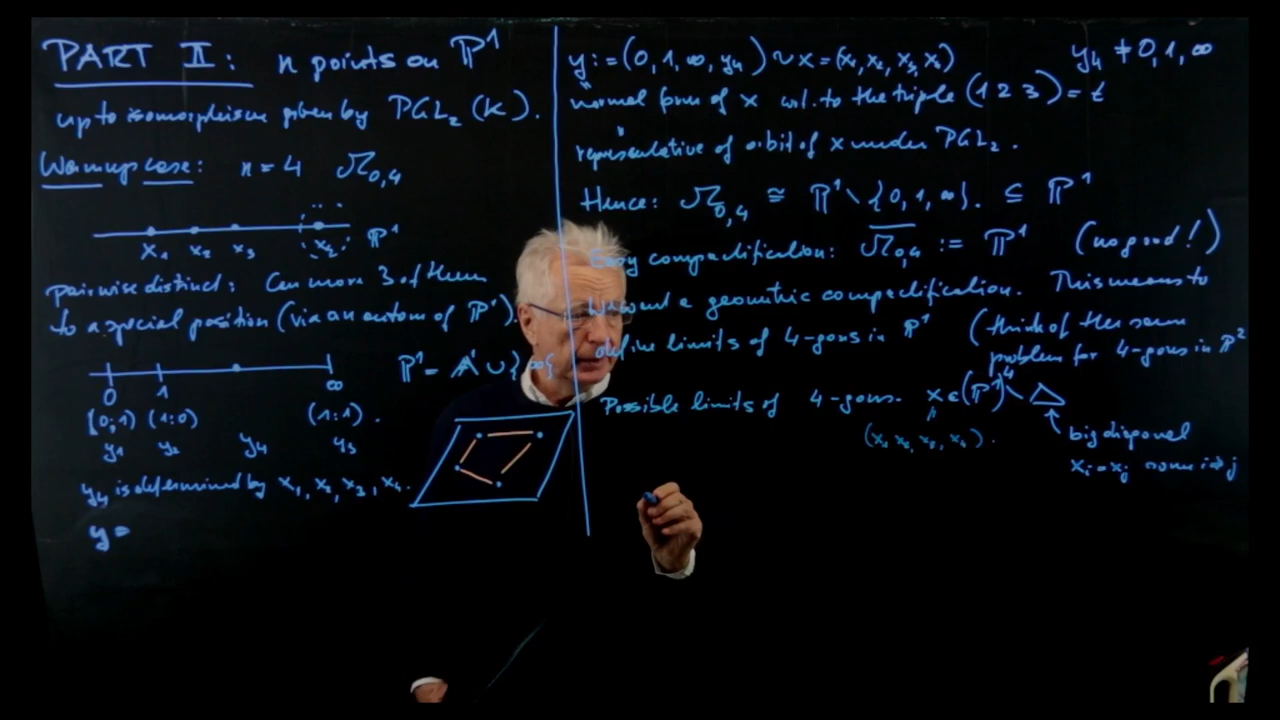 PART II: n points on ℙ¹
up to isomorphism given by PGL₂(K).
Warmup case: n = 4 𝓜₀,₄
x₁ x₂ x₃ x₂ ℙ¹
pairwise distinct: Can move 3 of them
to a special position (via an autom of ℙ¹).
0 1 ∞ ℙ¹ = 𝔸¹ ∪ {∞}
(0:1) (1:0) (1:1).
y₁ y₂ y₄ y₃
y₄ is determined by x₁, x₂, x₃, x₄.
y =
y := (0, 1, ∞, y₄) ~ x = (x₁, x₂, x₃, x₄) y₄ ≠ 0, 1, ∞
normal form of x w.r. to the triple (1 2 3) = t
representative of orbit of x under PGL₂.
Hence: 𝓜₀,₄ ≅ ℙ¹ \ {0, 1, ∞}. ⊆ ℙ¹
Easy compactification: 𝓜̅₀,₄ := ℙ¹ (no good!)
want a geometric compactification. This means to
define limits of 4-gons in ℙ¹ (think of the same
problem for 4-gons in ℙ²
Possible limits of 4-gons. x ∈ (ℙ¹)⁴ \ △
(x₁, x₂, x₃, x₄).
big diagonal
xᵢ = xⱼ some i ≠ j